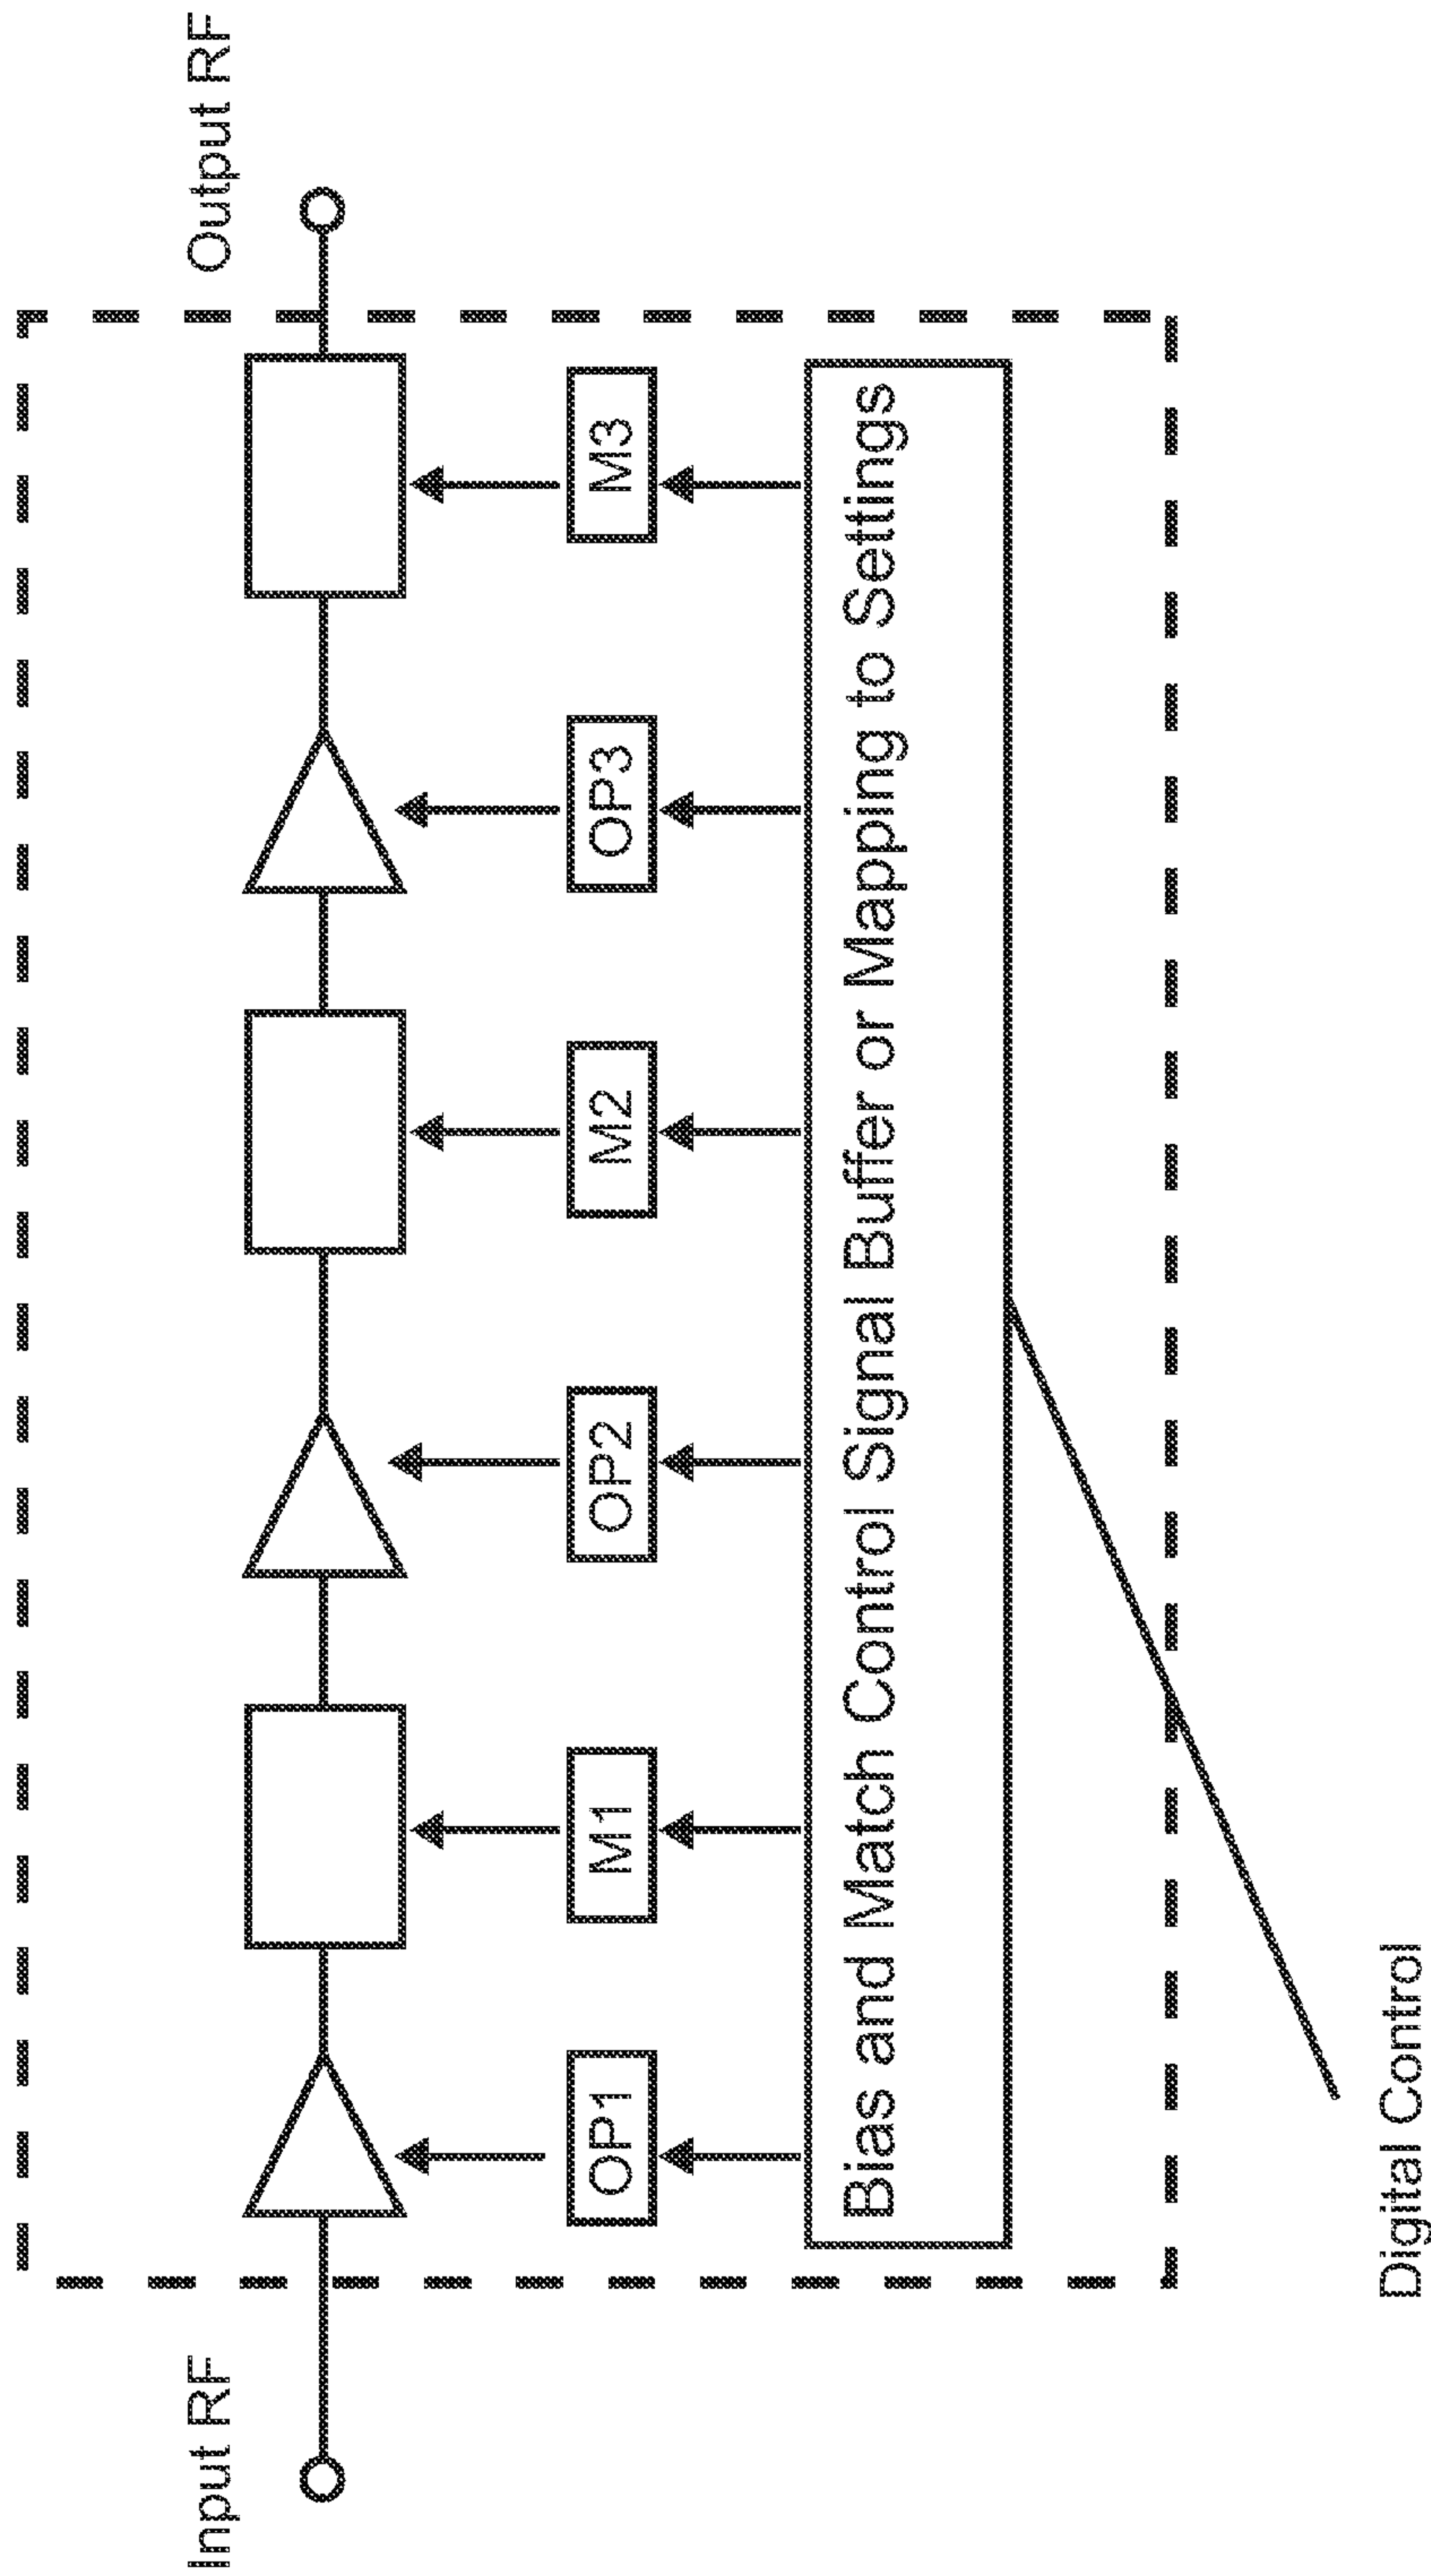 Input RF
Output RF
OP1
M1
OP2
M2
OP3
M3
Bias and Match Control Signal Buffer or Mapping to Settings
Digital Control